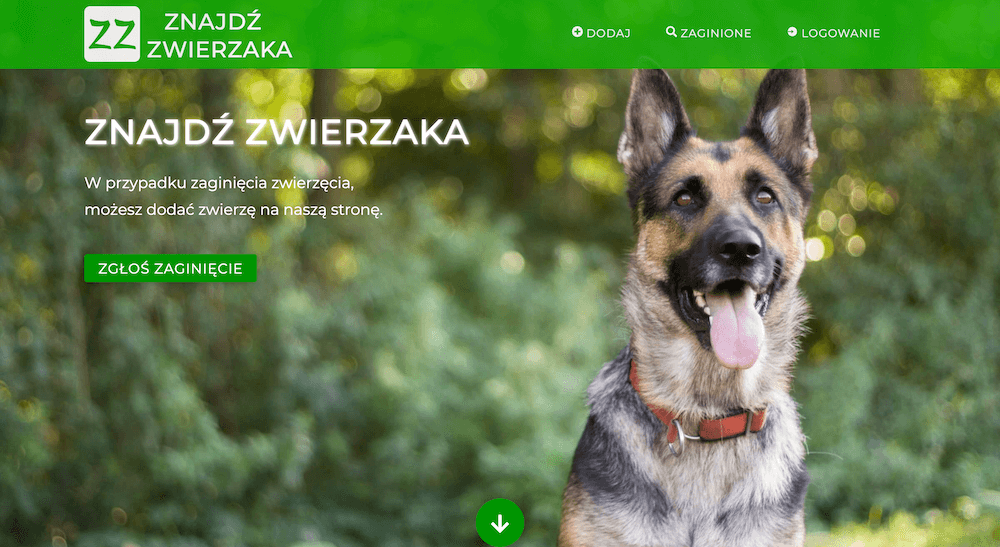 ZZ
ZNAJDŹ
ZWIERZAKA
DODAJ
ZAGINIONE
LOGOWANIE
ZNAJDŹ ZWIERZAKA
W przypadku zaginięcia zwierzęcia,
możesz dodać zwierzę na naszą stronę.
ZGŁOŚ ZAGINIĘCIE